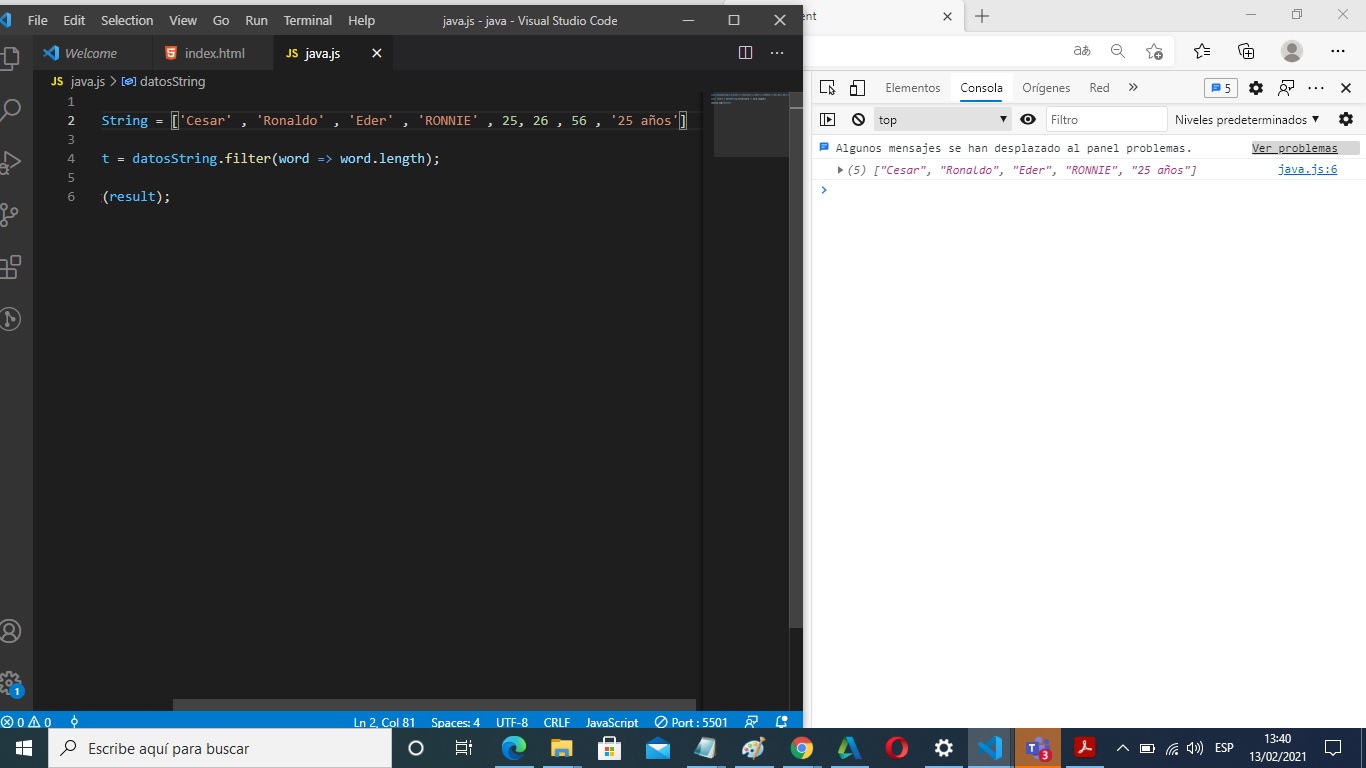 File Edit Selection View Go Run Terminal Help java.js - java - Visual Studio Code
Welcome index.html JS java.js
JS java.js > datosString
1
2 String = ['Cesar' , 'Ronaldo' , 'Eder' , 'RONNIE' , 25, 26 , 56 , '25 años']
3
4 t = datosString.filter(word => word.length);
5
6 (result);
1
0 0 Ln 2, Col 81 Spaces: 4 UTF-8 CRLF JavaScript Port : 5501
ent
aあ
Elementos Consola Orígenes Red » 5
top Filtro Niveles predeterminados
Algunos mensajes se han desplazado al panel problemas. Ver problemas
(5) ["Cesar", "Ronaldo", "Eder", "RONNIE", "25 años"] java.js:6
>
Escribe aquí para buscar
3
ESP
13:40
13/02/2021